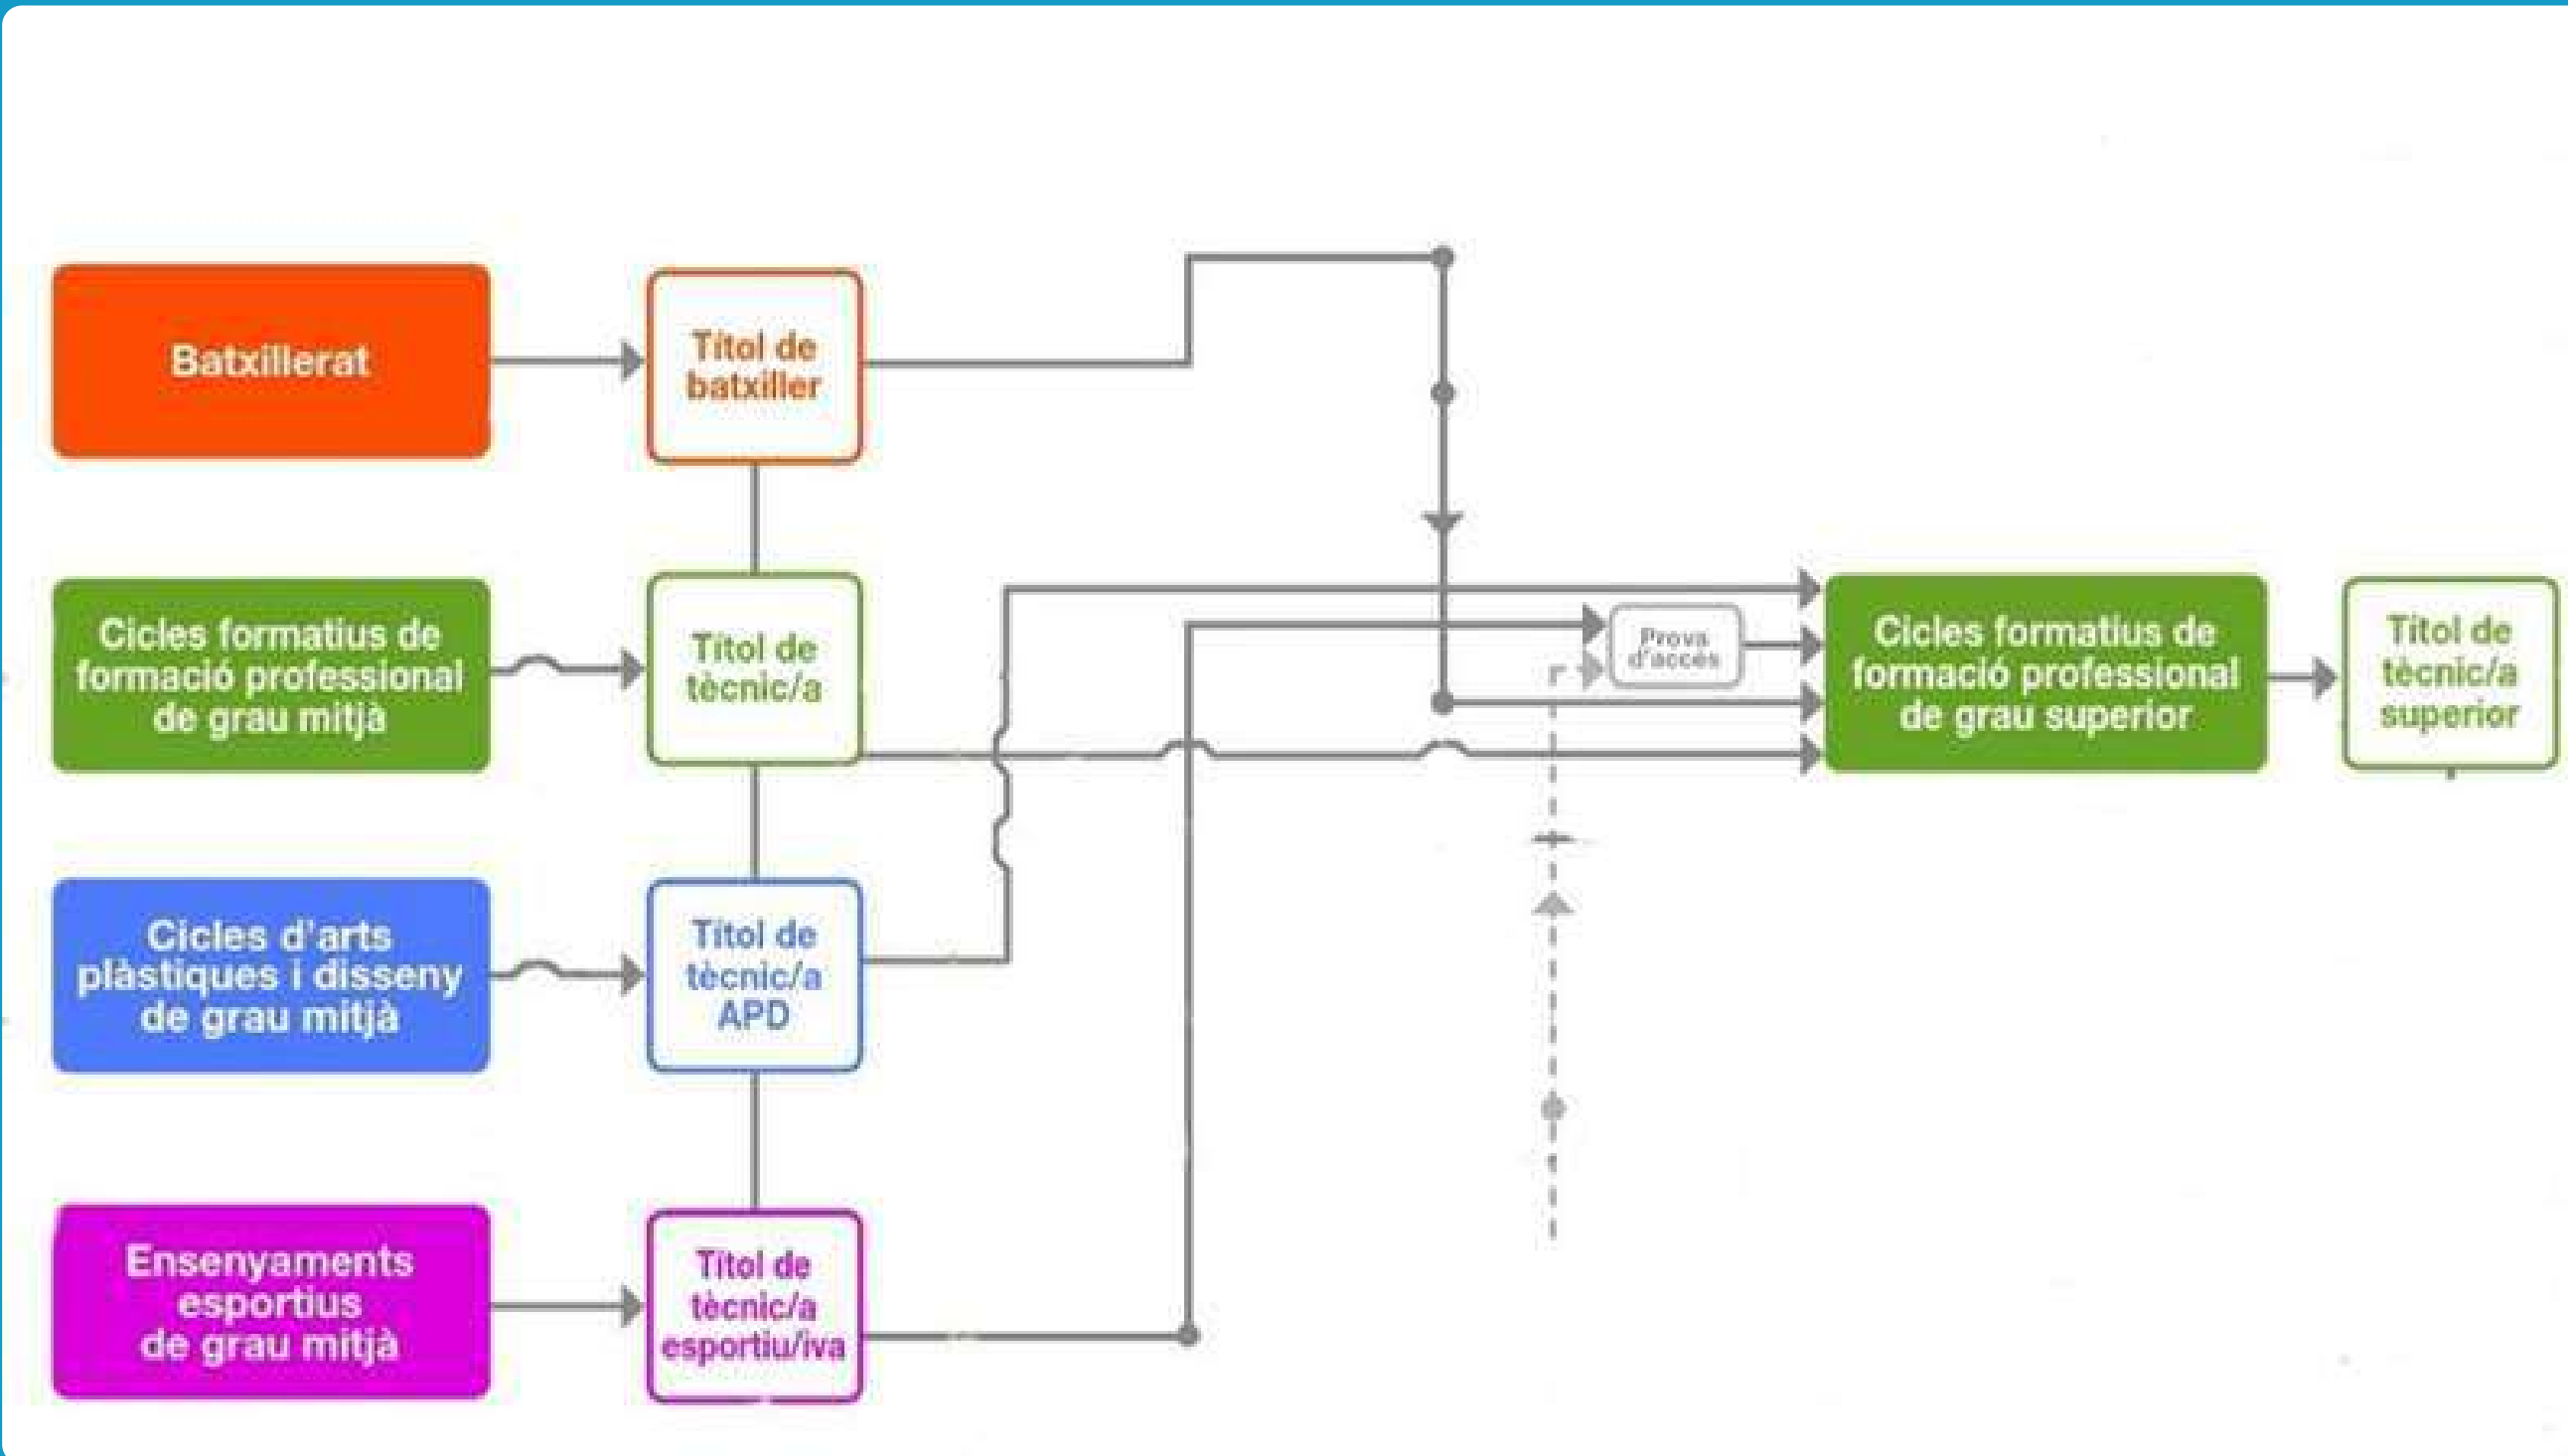 Batxillerat
Títol de
batxiller
Cicles formatius de
formació professional
de grau mitjà
Títol de
tècnic/a
Prova
d'accés
Cicles formatius de
formació professional
de grau superior
Títol de
tècnic/a
superior
Cicles d'arts
plàstiques i disseny
de grau mitjà
Títol de
tècnic/a
APD
Ensenyaments
esportius
de grau mitjà
Títol de
tècnic/a
esportiu/iva